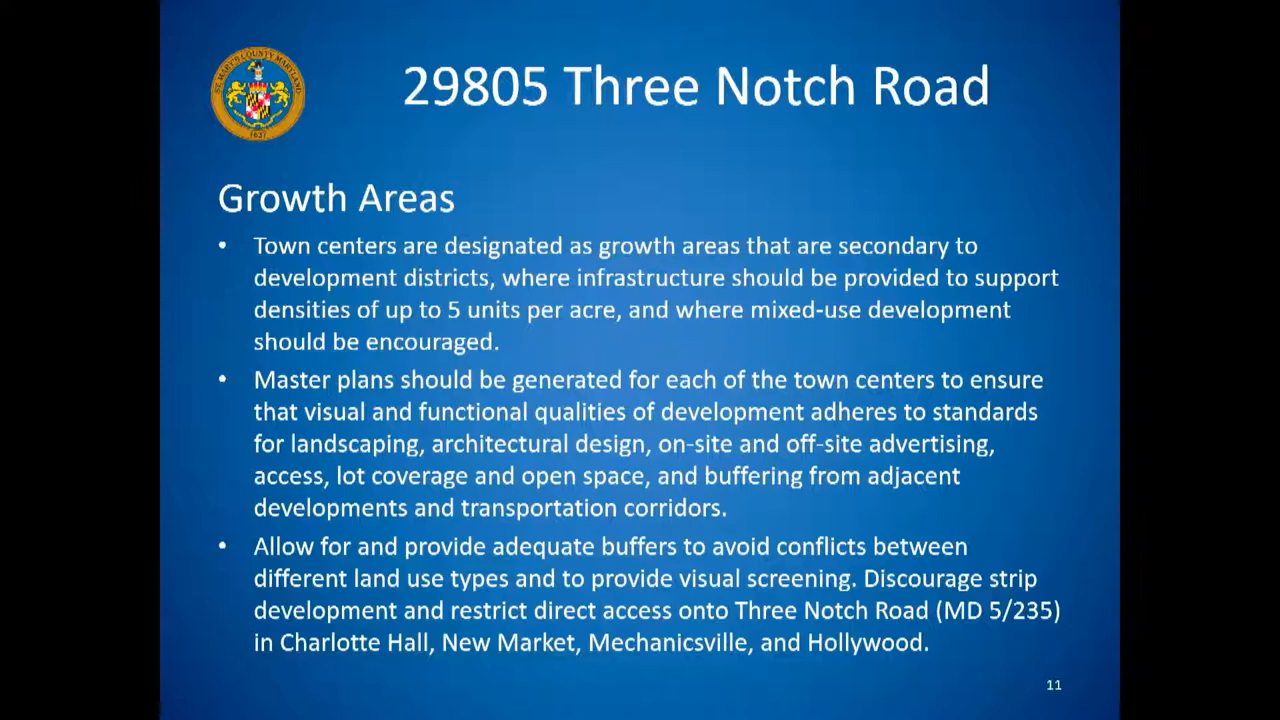 ST. MARY'S COUNTY MARYLAND
1637
29805 Three Notch Road
Growth Areas
• Town centers are designated as growth areas that are secondary to
development districts, where infrastructure should be provided to support
densities of up to 5 units per acre, and where mixed-use development
should be encouraged.
• Master plans should be generated for each of the town centers to ensure
that visual and functional qualities of development adheres to standards
for landscaping, architectural design, on-site and off-site advertising,
access, lot coverage and open space, and buffering from adjacent
developments and transportation corridors.
• Allow for and provide adequate buffers to avoid conflicts between
different land use types and to provide visual screening. Discourage strip
development and restrict direct access onto Three Notch Road (MD 5/235)
in Charlotte Hall, New Market, Mechanicsville, and Hollywood.
11